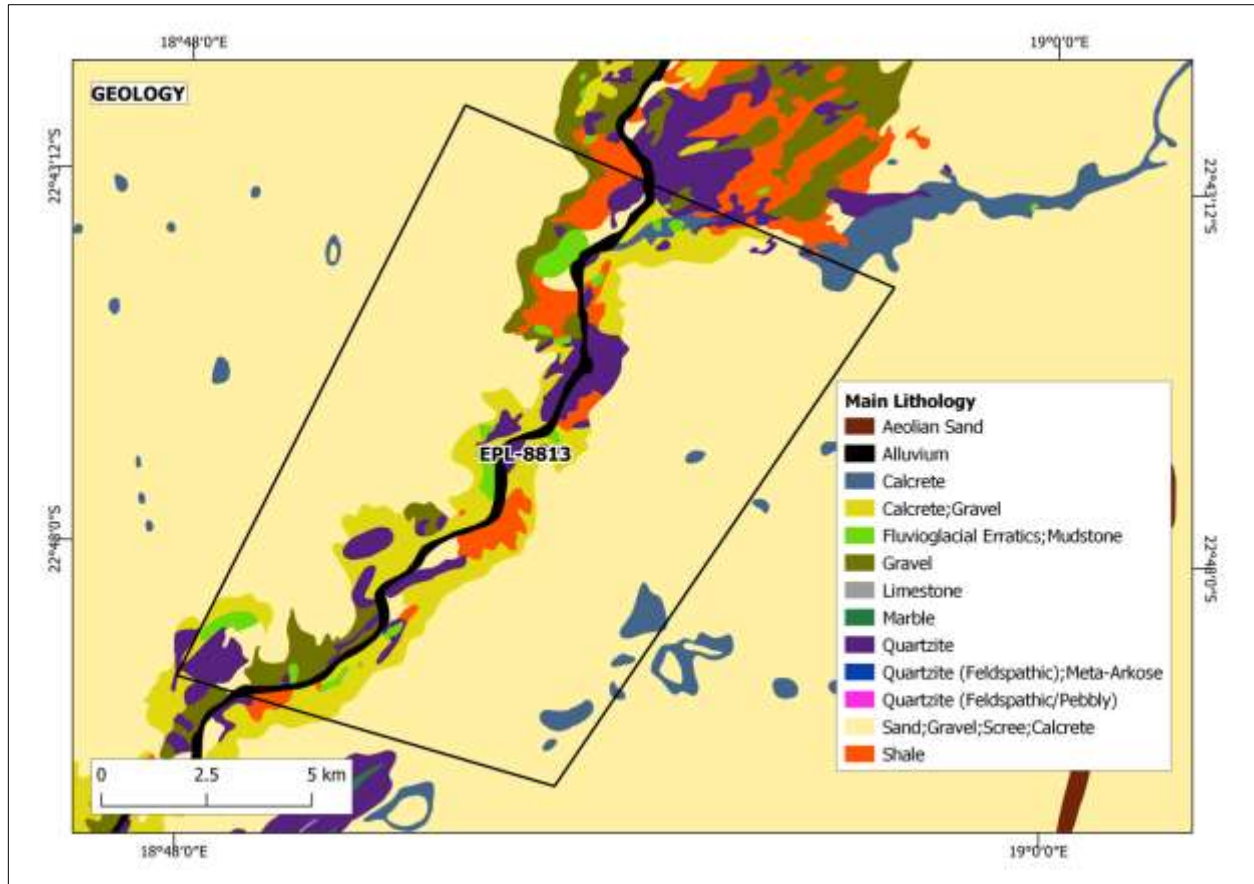 18°48'0"E
19°0'0"E
GEOLOGY
22°43'12"S
22°43'12"S
EPL-8813
Main Lithology
Aeolian Sand
Alluvium
Calcrete
Calcrete;Gravel
Fluvioglacial Erratics;Mudstone
Gravel
Limestone
Marble
Quartzite
Quartzite (Feldspathic);Meta-Arkose
Quartzite (Feldspathic/Pebbly)
Sand;Gravel;Scree;Calcrete
Shale
22°48'0"S
22°48'0"S
0 2.5 5 km
18°48'0"E
19°0'0"E